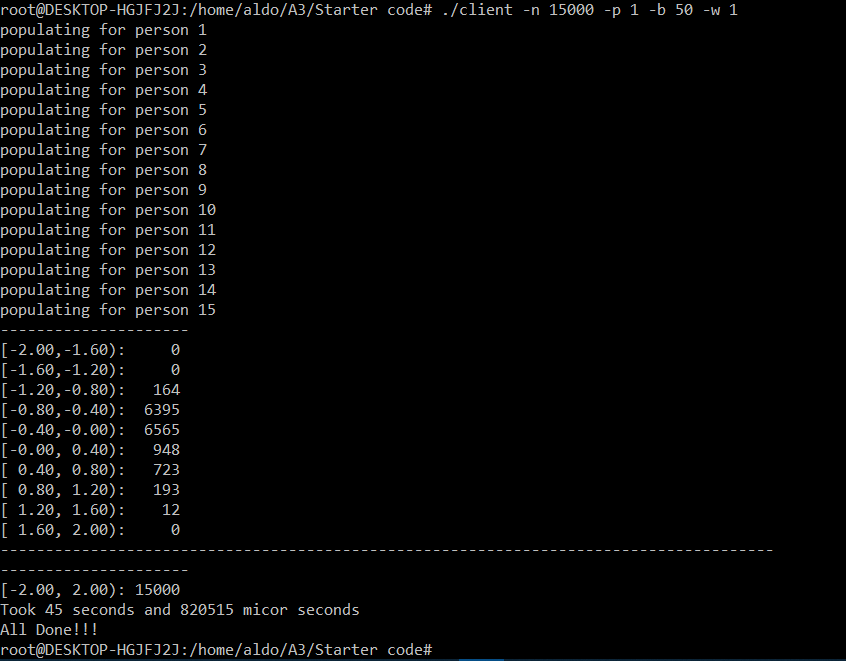 root@DESKTOP-HGJFJ2J:/home/aldo/A3/Starter code# ./client -n 15000 -p 1 -b 50 -w 1
populating for person 1
populating for person 2
populating for person 3
populating for person 4
populating for person 5
populating for person 6
populating for person 7
populating for person 8
populating for person 9
populating for person 10
populating for person 11
populating for person 12
populating for person 13
populating for person 14
populating for person 15
---------------------
[-2.00,-1.60):     0
[-1.60,-1.20):     0
[-1.20,-0.80):   164
[-0.80,-0.40):  6395
[-0.40,-0.00):  6565
[-0.00, 0.40):   948
[ 0.40, 0.80):   723
[ 0.80, 1.20):   193
[ 1.20, 1.60):    12
[ 1.60, 2.00):     0
--------------------------------------------------------------------------------------
---------------------
[-2.00, 2.00): 15000
Took 45 seconds and 820515 micor seconds
All Done!!!
root@DESKTOP-HGJFJ2J:/home/aldo/A3/Starter code#